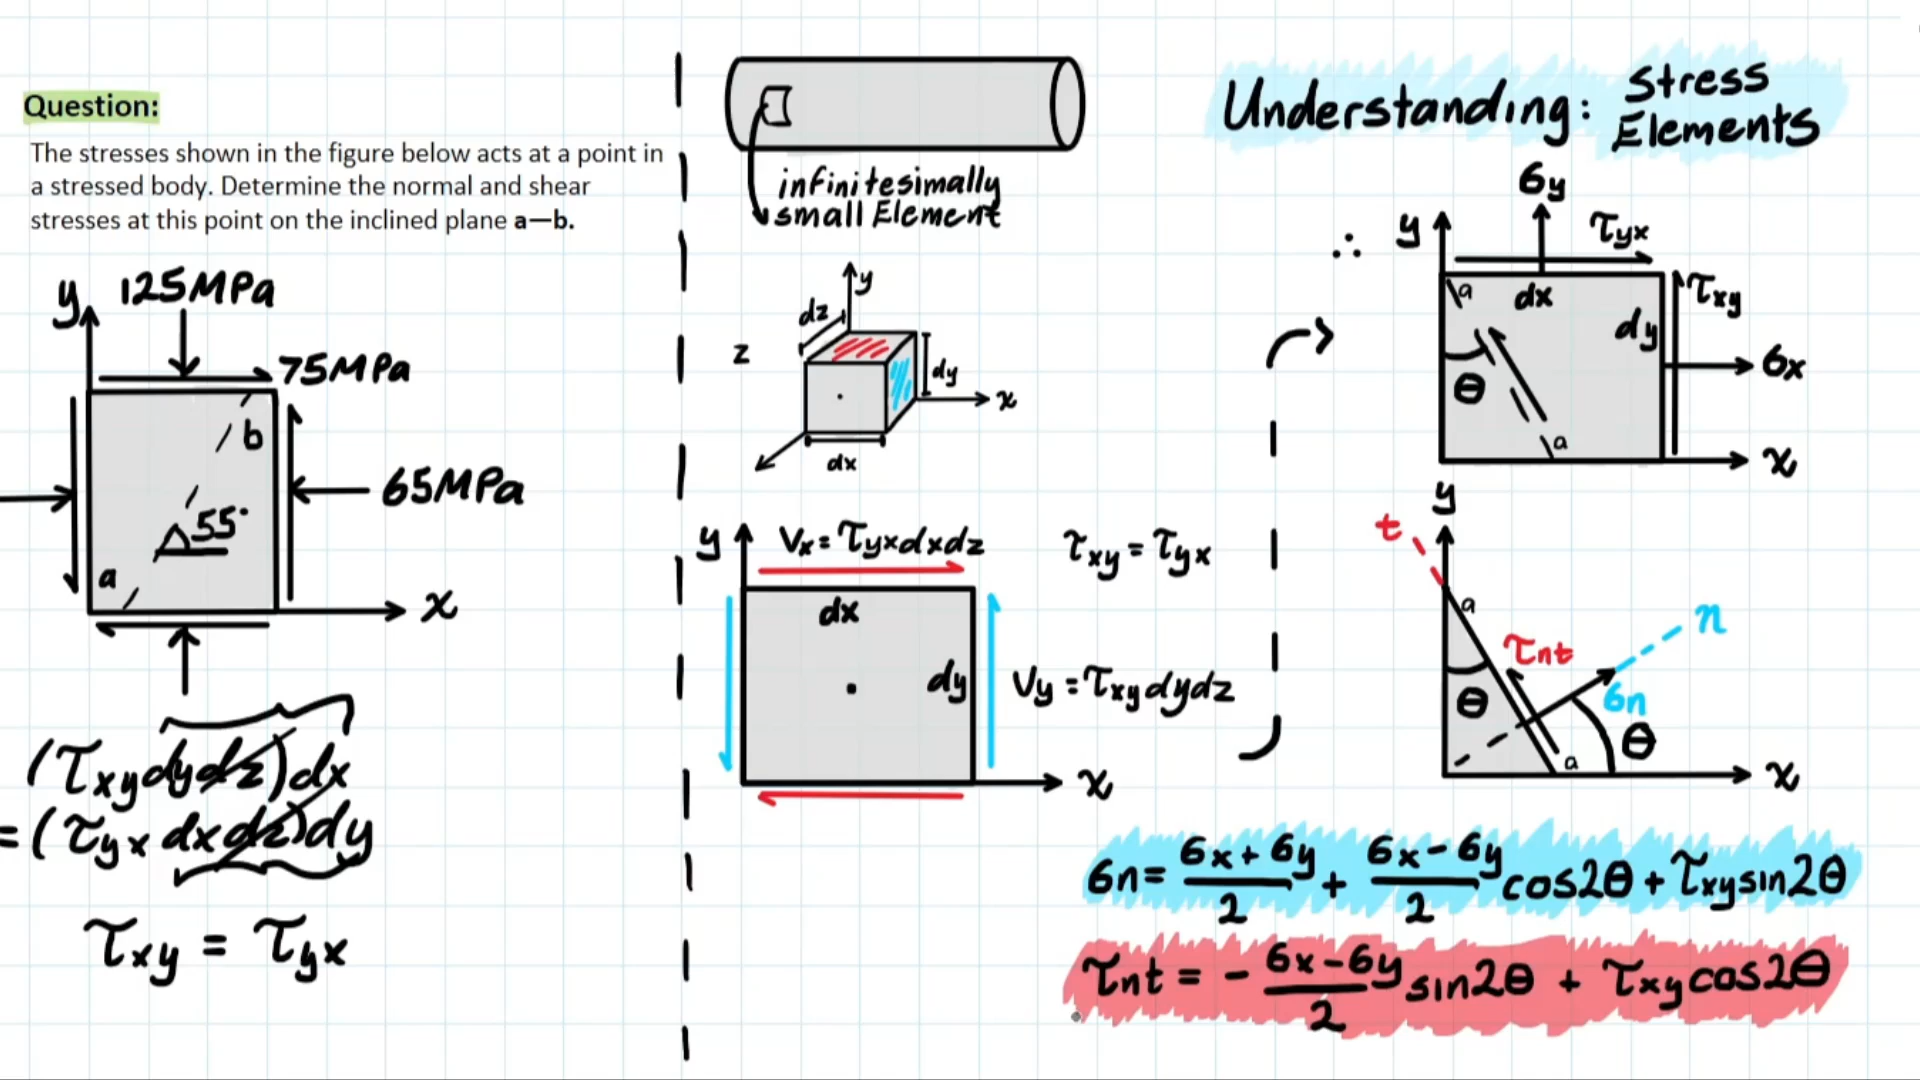 Question:
The stresses shown in the figure below acts at a point in
a stressed body. Determine the normal and shear
stresses at this point on the inclined plane a—b.
y
125MPa
75MPa
b
65MPa
55°
a
x
(τxydydz)dx
=(τyxdxdz)dy
τxy = τyx
infinitesimally
small Element
y
dz
z
dy
x
dx
y
Vx=τyxdxdz
τxy=τyx
dx
dy
Vy=τxydydz
x
Understanding: Stress
Elements
σy
∴
y
τyx
a
dx
τxy
dy
σx
θ
a
x
y
t
a
n
τnt
σn
θ
θ
a
x
σn= σx+σy/2 + σx-σy/2 cos2θ+τxysin2θ
τnt = - σx-σy/2 sin2θ + τxycos2θ